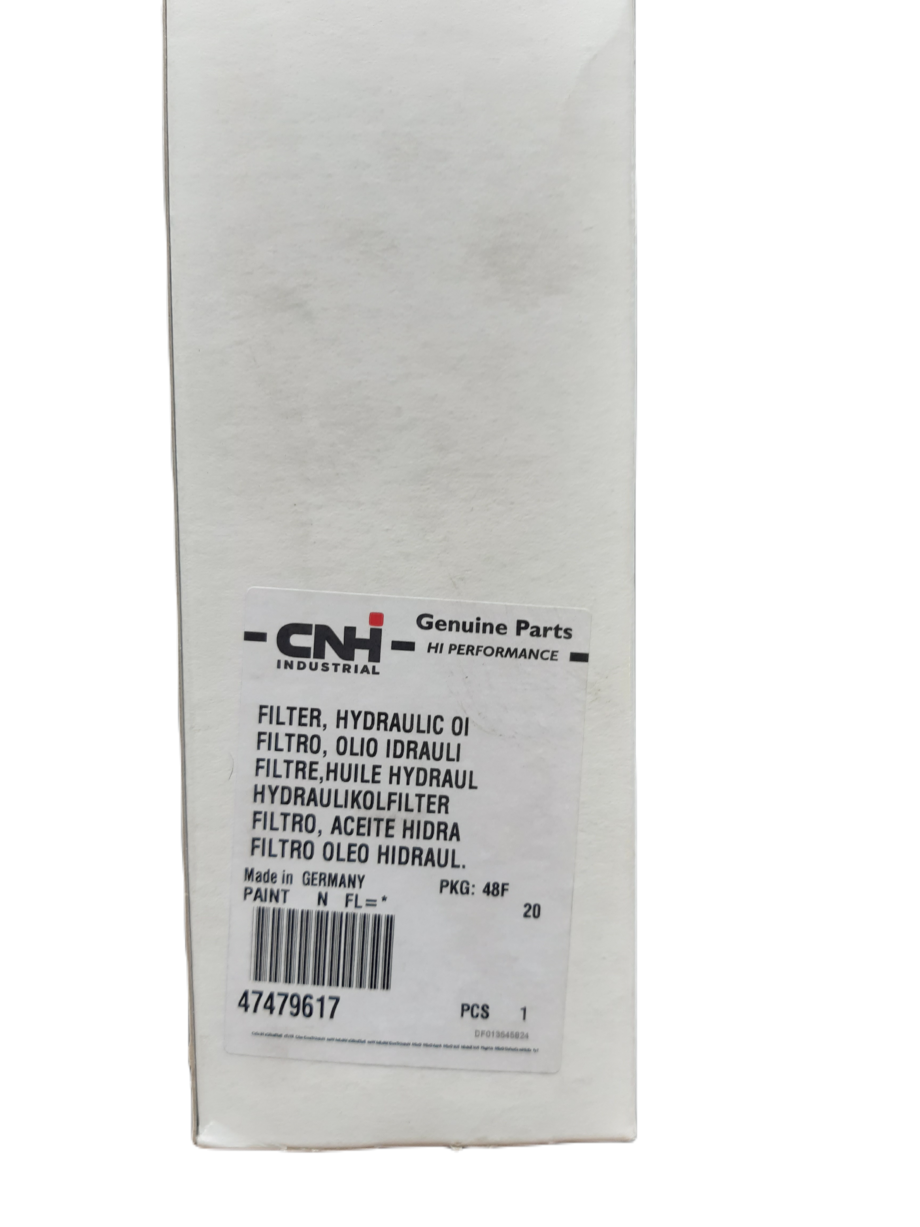 CNH
INDUSTRIAL
Genuine Parts
HI PERFORMANCE
FILTER, HYDRAULIC OI
FILTRO, OLIO IDRAULI
FILTRE,HUILE HYDRAUL
HYDRAULIKOLFILTER
FILTRO, ACEITE HIDRA
FILTRO OLEO HIDRAUL.
Made in GERMANY PKG: 48F
PAINT N FL=*
20
47479617 PCS 1